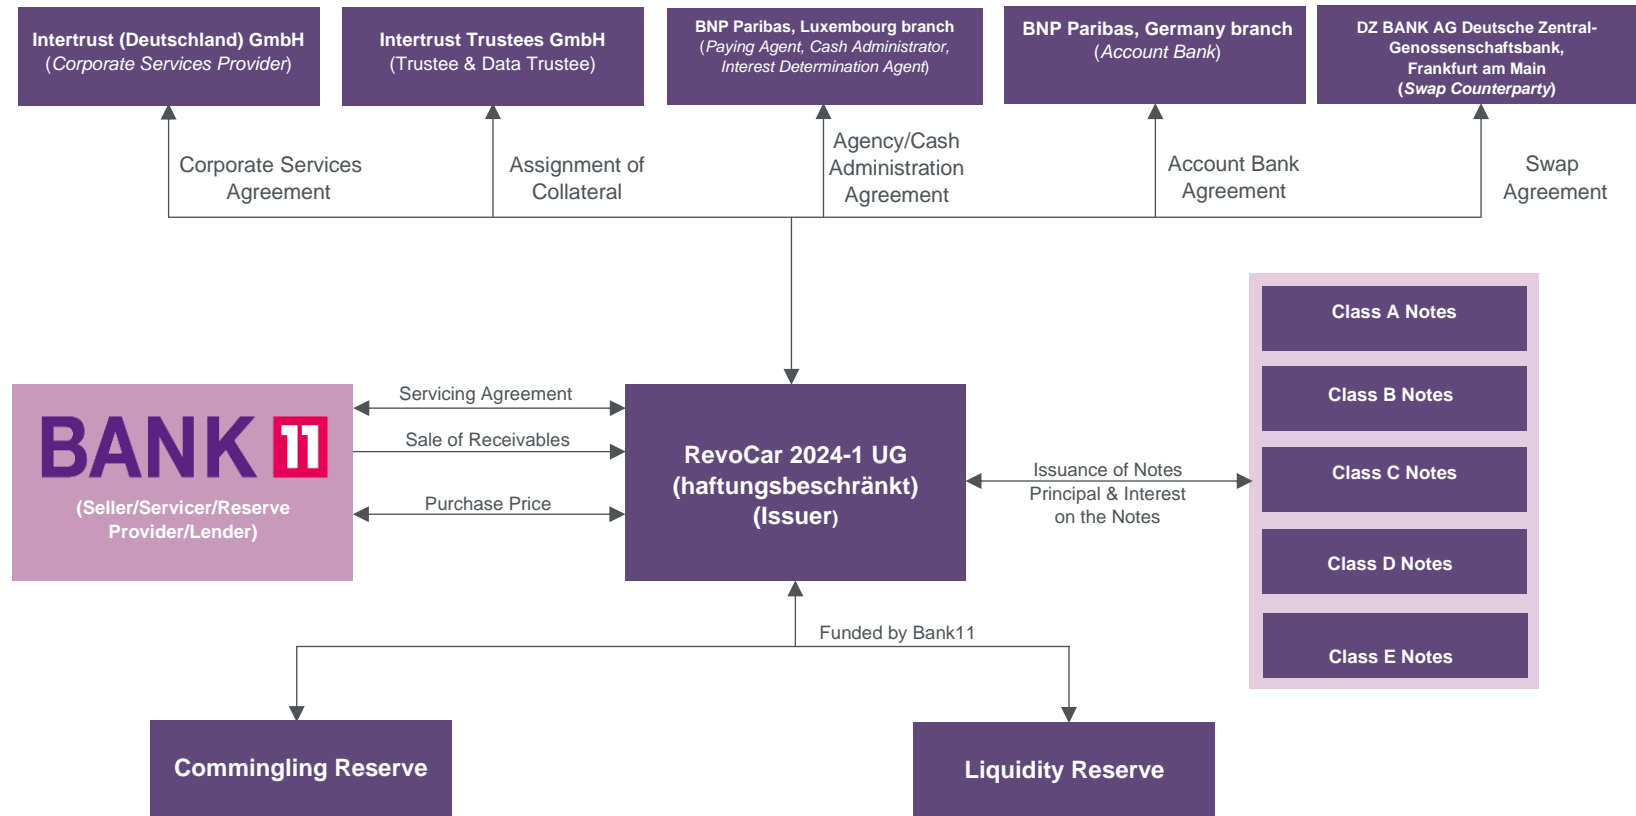 Intertrust (Deutschland) GmbH
(Corporate Services Provider)
Intertrust Trustees GmbH
(Trustee & Data Trustee)
BNP Paribas, Luxembourg branch
(Paying Agent, Cash Administrator,
Interest Determination Agent)
BNP Paribas, Germany branch
(Account Bank)
DZ BANK AG Deutsche Zentral-
Genossenschaftsbank,
Frankfurt am Main
(Swap Counterparty)
Corporate Services
Agreement
Assignment of
Collateral
Agency/Cash
Administration
Agreement
Account Bank
Agreement
Swap
Agreement
BANK 11
(Seller/Servicer/Reserve
Provider/Lender)
Servicing Agreement
Sale of Receivables
Purchase Price
RevoCar 2024-1 UG
(haftungsbeschränkt)
(Issuer)
Issuance of Notes
Principal & Interest
on the Notes
Class A Notes
Class B Notes
Class C Notes
Class D Notes
Class E Notes
Funded by Bank11
Commingling Reserve
Liquidity Reserve